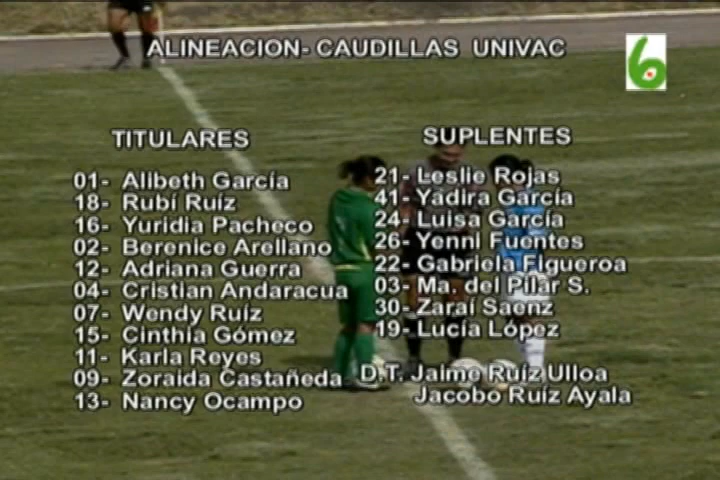 ALINEACION- CAUDILLAS UNIVAC
6
TITULARES
01- Alibeth García
18- Rubí Ruíz
16- Yuridia Pacheco
02- Berenice Arellano
12- Adriana Guerra
04- Cristian Andaracua
07- Wendy Ruíz
15- Cinthía Gómez
11- Karla Reyes
09- Zoraida Castañeda
13- Nancy Ocampo
SUPLENTES
21- Leslie Rojas
41- Yadira García
24- Luisa García
26- Yenni Fuentes
22- Gabriela Figueroa
03- Ma. del Pilar S.
30- Zaraí Saenz
19- Lucía López
D.T. Jaime Ruíz Ulloa
Jacobo Ruíz Ayala